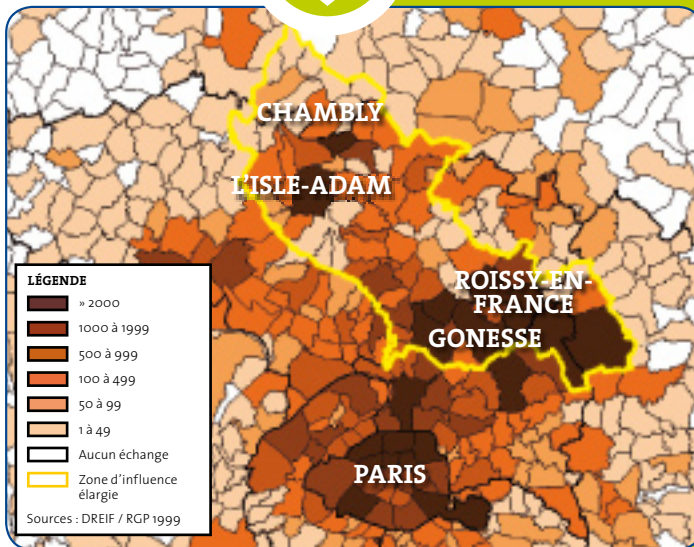 CHAMBLY
L'ISLE-ADAM
ROISSY-EN-
FRANCE
GONESSE
PARIS
LÉGENDE
» 2000
1000 à 1999
500 à 999
100 à 499
50 à 99
1 à 49
Aucun échange
Zone d'influence
élargie
Sources : DREIF / RGP 1999